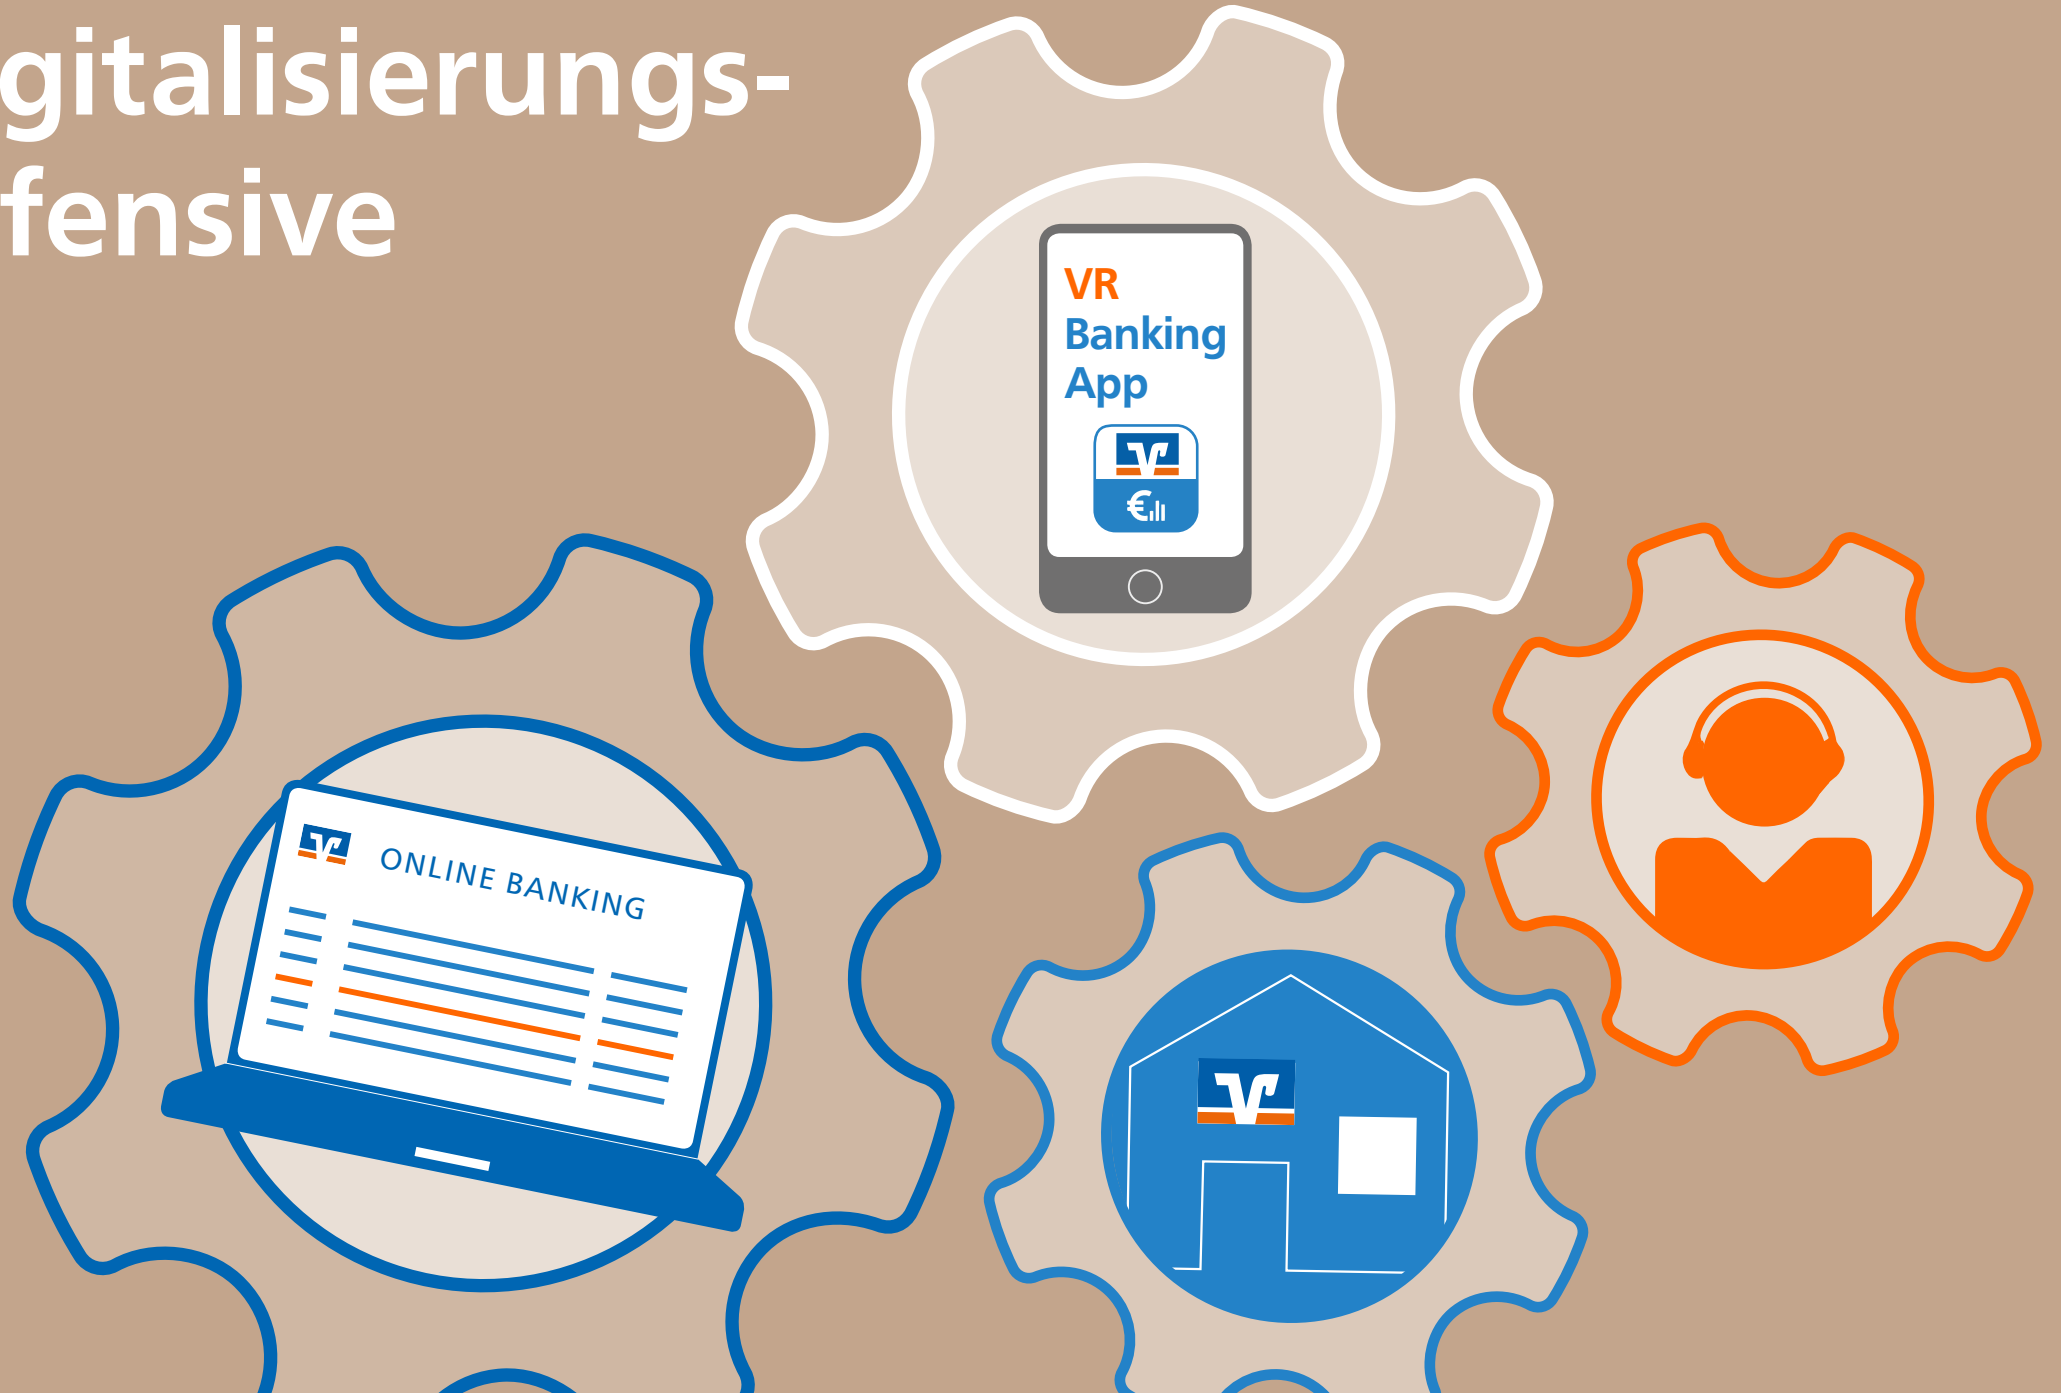 gitalisierungs-
fensive
VR
Banking
App
€
ONLINE BANKING